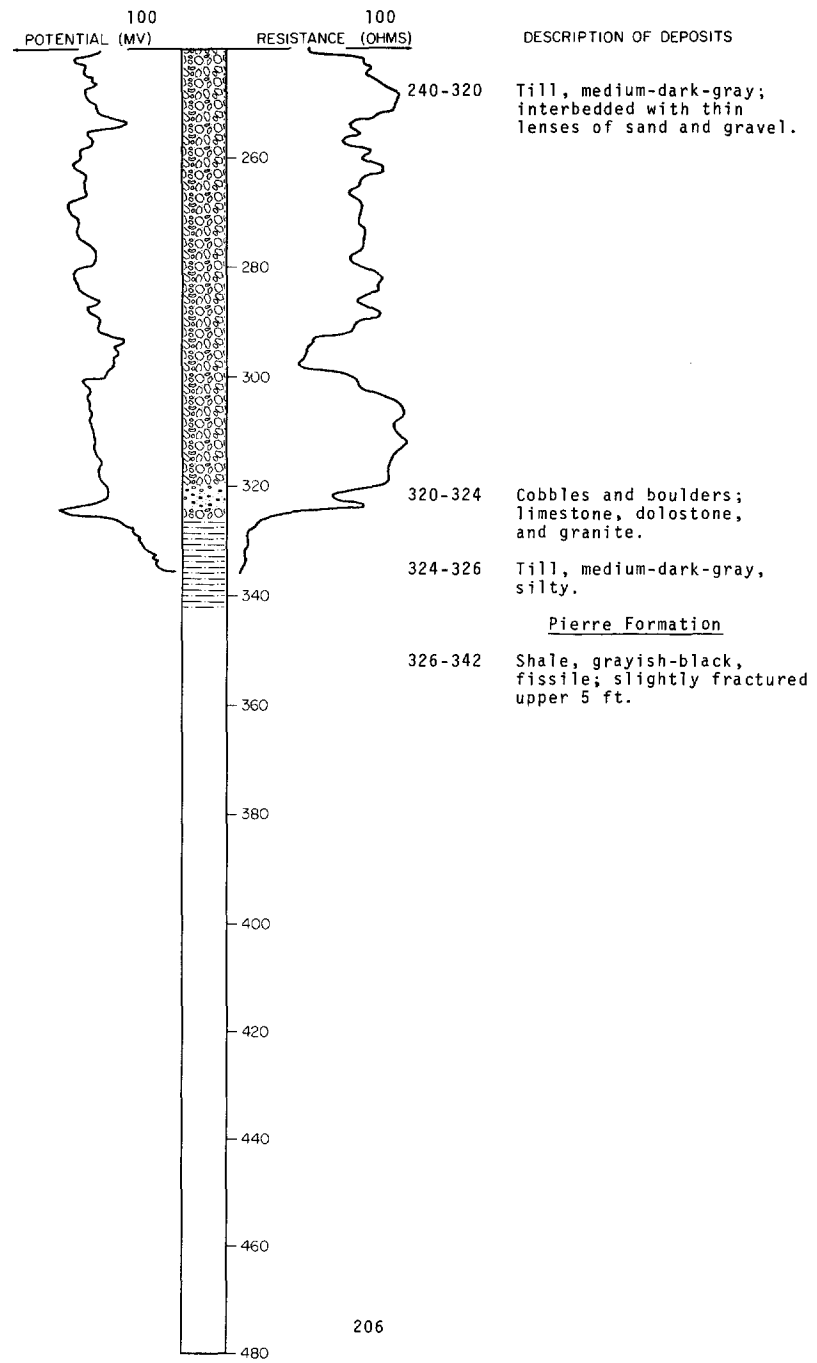 100 100
POTENTIAL (MV) RESISTANCE (OHMS) DESCRIPTION OF DEPOSITS
240-320 Till, medium-dark-gray;
interbedded with thin
lenses of sand and gravel.
260
280
300
320
320-324 Cobbles and boulders;
limestone, dolostone,
and granite.
324-326 Till, medium-dark-gray,
silty.
340
Pierre Formation
326-342 Shale, grayish-black,
fissile; slightly fractured
upper 5 ft.
360
380
400
420
440
460
206
480